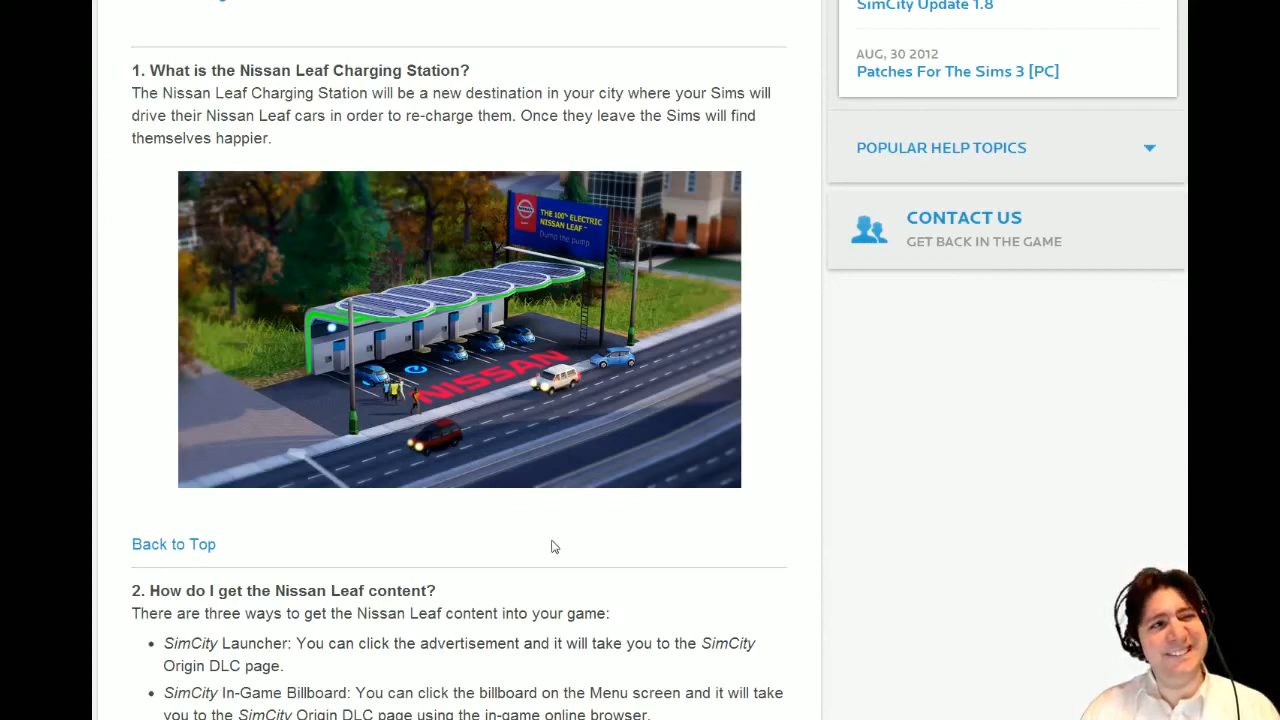 SimCity Update 1.8
AUG, 30 2012
Patches For The Sims 3 [PC]
POPULAR HELP TOPICS
CONTACT US
GET BACK IN THE GAME
1. What is the Nissan Leaf Charging Station?
The Nissan Leaf Charging Station will be a new destination in your city where your Sims will
drive their Nissan Leaf cars in order to re-charge them. Once they leave the Sims will find
themselves happier.
NISSAN
THE 100% ELECTRIC
NISSAN LEAF™
Dump the pump
NISSAN
Back to Top
2. How do I get the Nissan Leaf content?
There are three ways to get the Nissan Leaf content into your game:
• SimCity Launcher: You can click the advertisement and it will take you to the SimCity
Origin DLC page.
• SimCity In-Game Billboard: You can click the billboard on the Menu screen and it will take
you to the SimCity Origin DLC page using the in-game online browser.